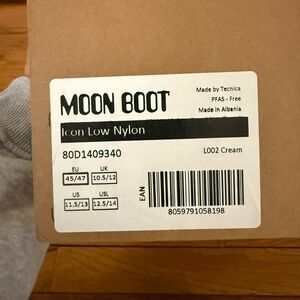 MOON BOOT
Made by Tecnica
PFAS - Free
Made in Albania
Icon Low Nylon
80D1409340
L002 Cream
EU UK
45/47 10.5/12
US USL
11.5/13 12.5/14
EAN
8059791058198